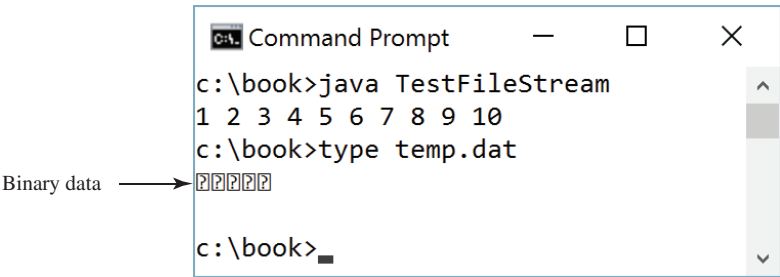 Command Prompt
c:\book>java TestFileStream
1 2 3 4 5 6 7 8 9 10
c:\book>type temp.dat
Binary data
⍰⍰⍰⍰⍰
c:\book>